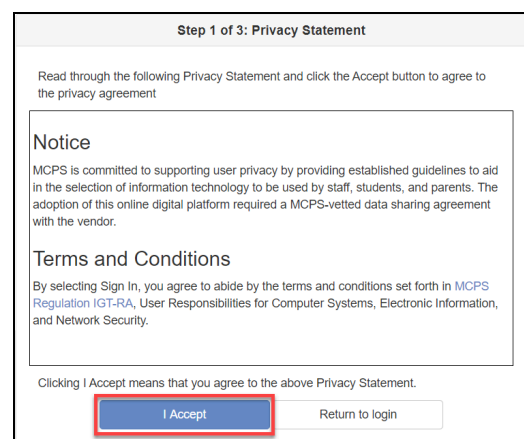 Step 1 of 3: Privacy Statement
Read through the following Privacy Statement and click the Accept button to agree to
the privacy agreement
Notice
MCPS is committed to supporting user privacy by providing established guidelines to aid
in the selection of information technology to be used by staff, students, and parents. The
adoption of this online digital platform required a MCPS-vetted data sharing agreement
with the vendor.
Terms and Conditions
By selecting Sign In, you agree to abide by the terms and conditions set forth in MCPS
Regulation IGT-RA, User Responsibilities for Computer Systems, Electronic Information,
and Network Security.
Clicking I Accept means that you agree to the above Privacy Statement.
I Accept
Return to login